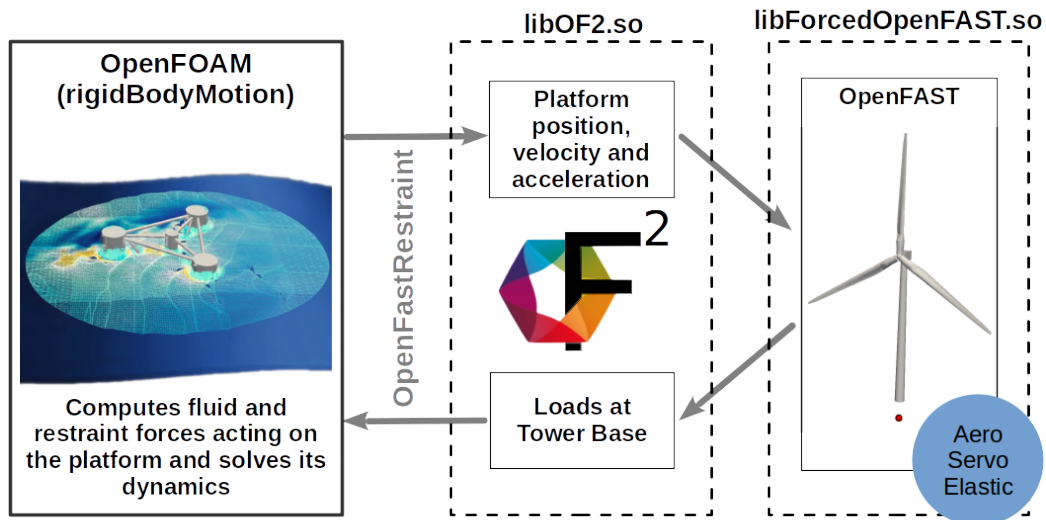 libOF2.so
libForcedOpenFAST.so
OpenFOAM
(rigidBodyMotion)
Computes fluid and
restraint forces acting on
the platform and solves its
dynamics
OpenFastRestraint
Platform
position,
velocity and
acceleration
F2
Loads at
Tower Base
OpenFAST
Aero
Servo
Elastic